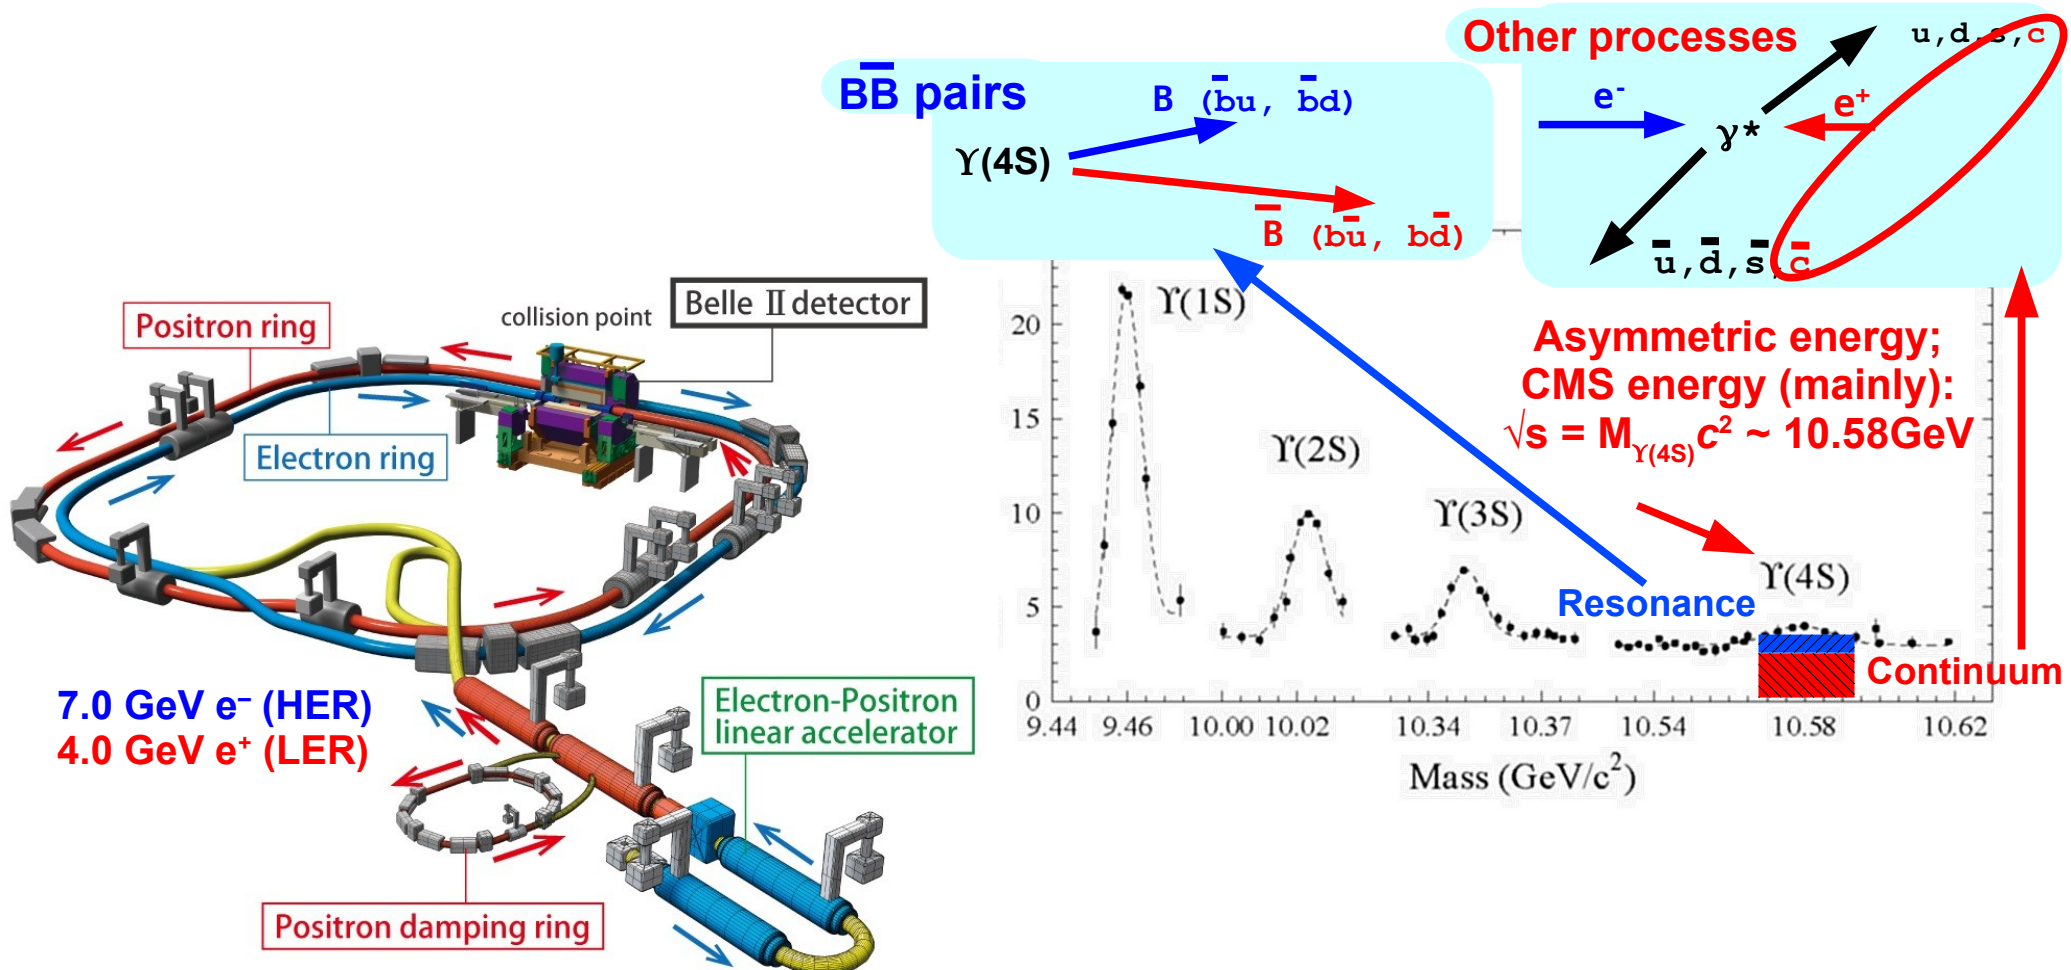 Positron ring
collision point
Belle Ⅱ detector
Electron ring
7.0 GeV e⁻ (HER)
4.0 GeV e⁺ (LER)
Electron-Positron
linear accelerator
Positron damping ring
BB̅ pairs
ϒ(4S)
B (b̅u, b̅d)
B̅ (bu̅, bd̅)
Other processes
u,d,s,c
e⁻
e⁺
γ*
u̅,d̅,s̅,c̅
Asymmetric energy;
CMS energy (mainly):
√s = M_ϒ(4S)c² ~ 10.58GeV
ϒ(1S)
ϒ(2S)
ϒ(3S)
ϒ(4S)
Resonance
Continuum
20
15
10
5
0
9.44 9.46 10.00 10.02 10.34 10.37 10.54 10.58 10.62
Mass (GeV/c²)